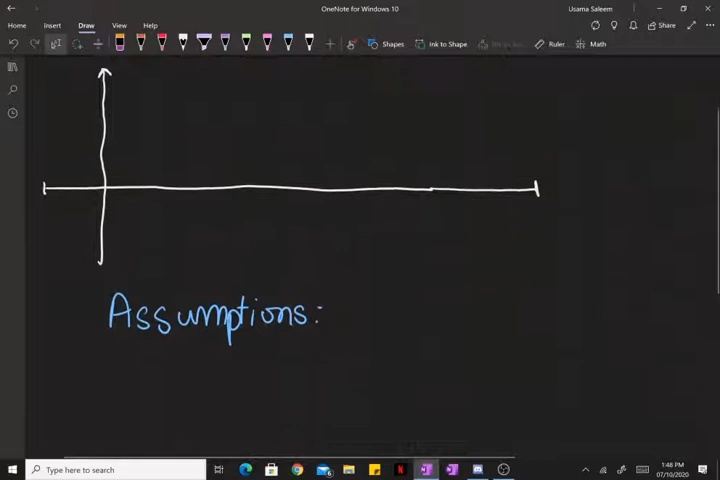 OneNote for Windows 10
Usama Saleem
Home Insert Draw View Help
Share
Shapes Ink to Shape Ruler Math
Assumptions:
Type here to search
6
1:48 PM
07/10/2020